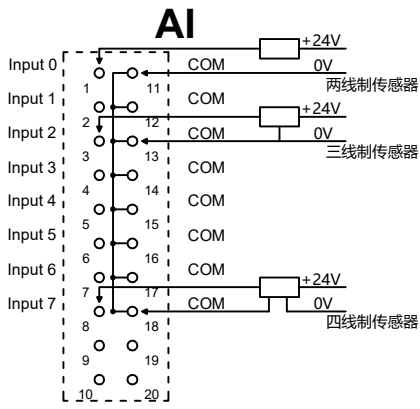 AI
+24V
Input 0 COM 0V
1 11 两线制传感器
Input 1 COM +24V
2 12
Input 2 COM 0V
3 13 三线制传感器
Input 3 COM
4 14
Input 4 COM
5 15
Input 5 COM
6 16
Input 6 COM
7 17 +24V
Input 7 COM 0V
8 18 四线制传感器
9 19
10 20